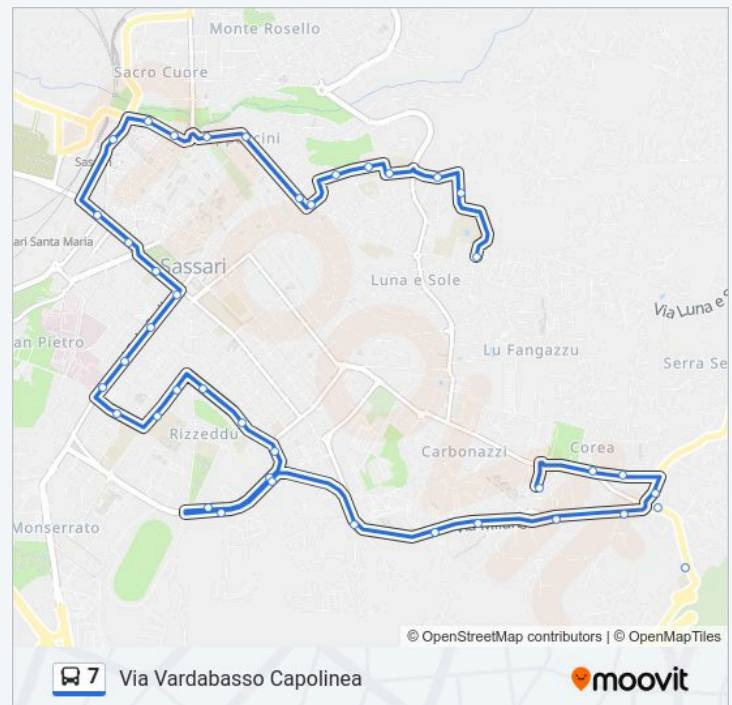 Monte Rosello
Sacro Cuore
Sassari
Luna e Sole
Via Luna e S
an Pietro
Lu Fangazzu
Serra Se
Rizzeddu
Carbonazzi
Corea
Monserrato
© OpenStreetMap contributors | © OpenMapTiles
7 Via Vardabasso Capolinea
moovit